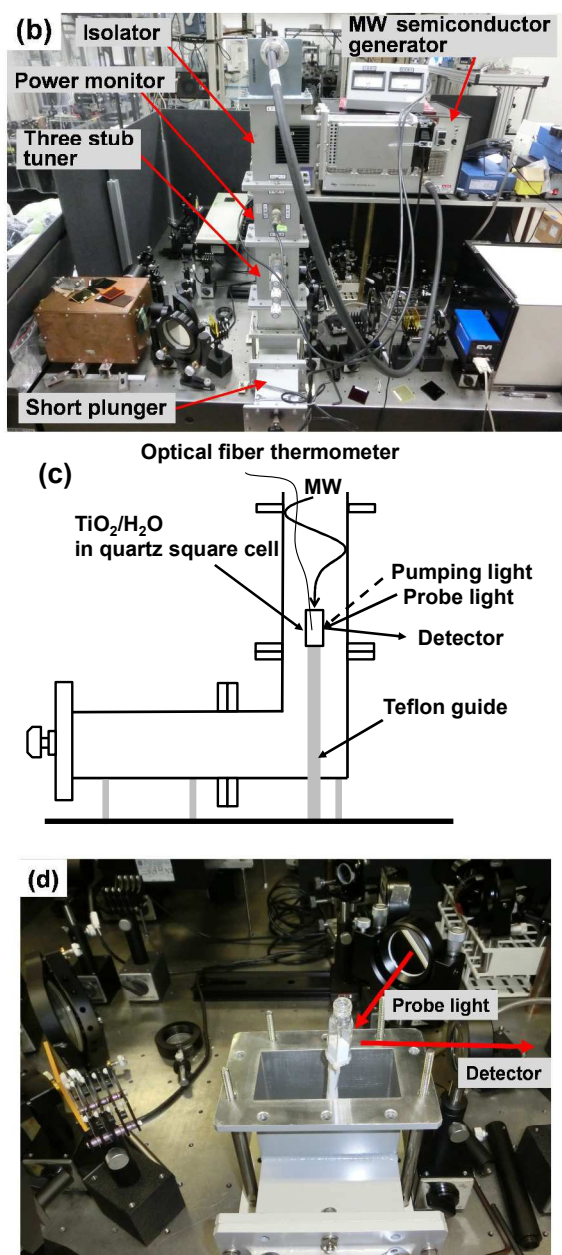 (b)
Isolator
MW semiconductor
generator
Power monitor
Three stub
tuner
CVI
Short plunger
Optical fiber thermometer
(c)
MW
TiO₂/H₂O
in quartz square cell
Pumping light
Probe light
Detector
Teflon guide
(d)
Probe light
Detector